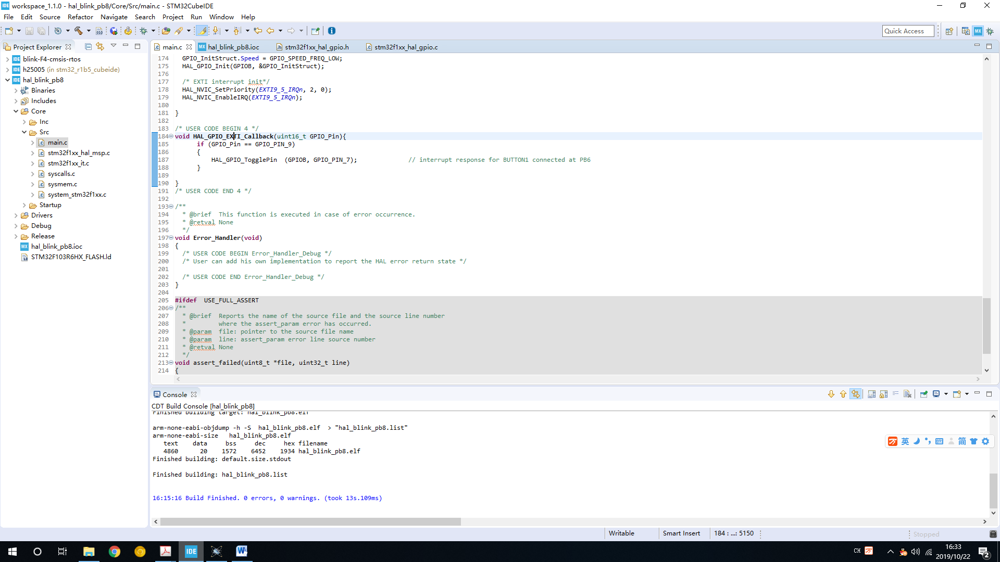 workspace_1.1.0 - hal_blink_pb8/Core/Src/main.c - STM32CubeIDE
File Edit Source Refactor Navigate Search Project Run Window Help
Quick Access
Project Explorer
blink-F4-cmsis-rtos
h25005 (in stm32_r1b5_cubeide)
hal_blink_pb8
Binaries
Includes
Core
Inc
Src
main.c
stm32f1xx_hal_msp.c
stm32f1xx_it.c
syscalls.c
sysmem.c
system_stm32f1xx.c
Startup
Drivers
Debug
Release
hal_blink_pb8.ioc
STM32F103R6HX_FLASH.ld
main.c hal_blink_pb8.ioc stm32f1xx_hal_gpio.h stm32f1xx_hal_gpio.c
174 GPIO_InitStruct.Speed = GPIO_SPEED_FREQ_LOW;
175 HAL_GPIO_Init(GPIOB, &GPIO_InitStruct);
176
177 /* EXTI interrupt init*/
178 HAL_NVIC_SetPriority(EXTI9_5_IRQn, 2, 0);
179 HAL_NVIC_EnableIRQ(EXTI9_5_IRQn);
180
181 }
182
183 /* USER CODE BEGIN 4 */
184 void HAL_GPIO_EXTI_Callback(uint16_t GPIO_Pin){
185 if (GPIO_Pin == GPIO_PIN_9)
186 {
187 HAL_GPIO_TogglePin (GPIOB, GPIO_PIN_7); // interrupt response for BUTTON1 connected at PB6
188 }
189
190 }
191 /* USER CODE END 4 */
192
193 /**
194 * @brief This function is executed in case of error occurrence.
195 * @retval None
196 */
197 void Error_Handler(void)
198 {
199 /* USER CODE BEGIN Error_Handler_Debug */
200 /* User can add his own implementation to report the HAL error return state */
201
202 /* USER CODE END Error_Handler_Debug */
203 }
204
205 #ifdef USE_FULL_ASSERT
206 /**
207 * @brief Reports the name of the source file and the source line number
208 * where the assert_param error has occurred.
209 * @param file: pointer to the source file name
210 * @param line: assert_param error line source number
211 * @retval None
212 */
213 void assert_failed(uint8_t *file, uint32_t line)
214 {
Console
CDT Build Console [hal_blink_pb8]
Finished building target: hal_blink_pb8.elf
arm-none-eabi-objdump -h -S hal_blink_pb8.elf > "hal_blink_pb8.list"
arm-none-eabi-size hal_blink_pb8.elf
text data bss dec hex filename
4860 20 1572 6452 1934 hal_blink_pb8.elf
Finished building: default.size.stdout
Finished building: hal_blink_pb8.list
16:15:16 Build Finished. 0 errors, 0 warnings. (took 13s.109ms)
英 简
Writable Smart Insert 184 : ...: 5150 Stopped
IDE
CH
16:33
2019/10/22
2